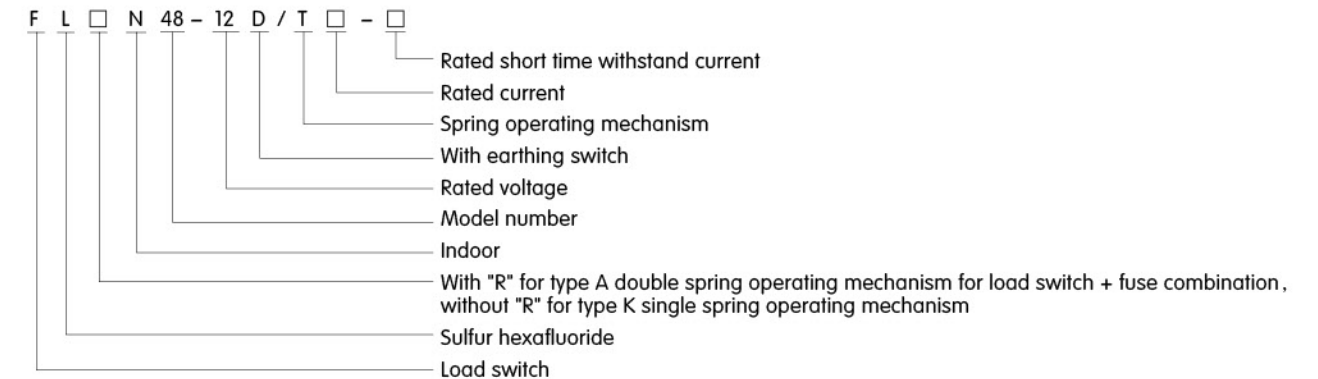 F L □ N 48 – 12 D / T □ – □
Rated short time withstand current
Rated current
Spring operating mechanism
With earthing switch
Rated voltage
Model number
Indoor
With "R" for type A double spring operating mechanism for load switch + fuse combination,
without "R" for type K single spring operating mechanism
Sulfur hexafluoride
Load switch